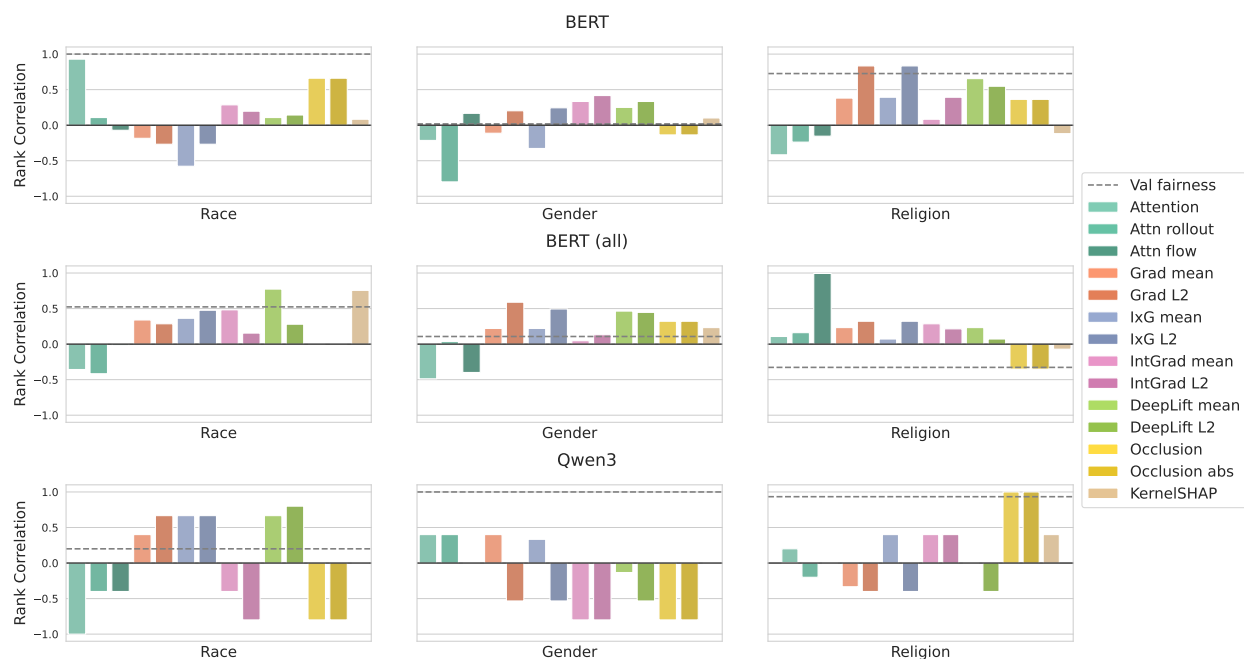 BERT
Rank Correlation
1.0
0.5
0.0
−0.5
−1.0
Race
Gender
Religion
BERT (all)
Rank Correlation
1.0
0.5
0.0
−0.5
−1.0
Race
Gender
Religion
Qwen3
Rank Correlation
1.0
0.5
0.0
−0.5
−1.0
Race
Gender
Religion
Val fairness
Attention
Attn rollout
Attn flow
Grad mean
Grad L2
IxG mean
IxG L2
IntGrad mean
IntGrad L2
DeepLift mean
DeepLift L2
Occlusion
Occlusion abs
KernelSHAP